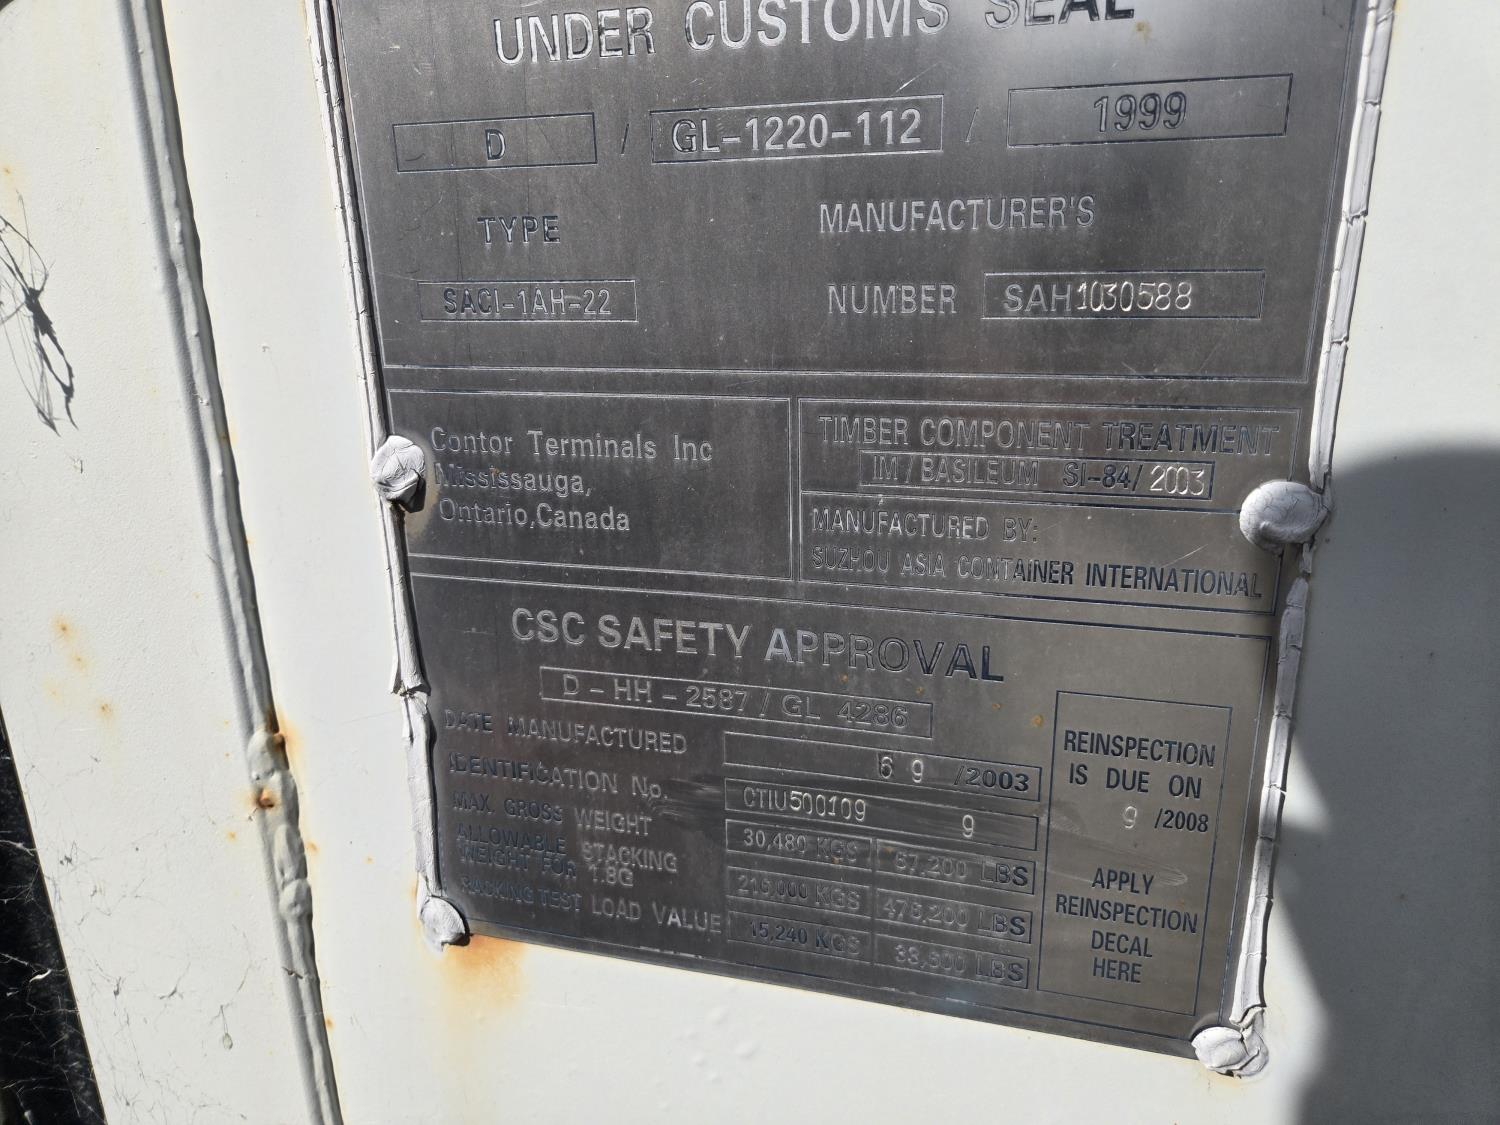 UNDER CUSTOMS SEAL
D / GL-1220-112 / 1999
TYPE
SACI-1AH-22
MANUFACTURER'S
NUMBER SAH1030588
Contor Terminals Inc
Mississauga,
Ontario,Canada
TIMBER COMPONENT TREATMENT
IM/BASILEUM SI-84/2003
MANUFACTURED BY:
SUZHOU ASIA CONTAINER INTERNATIONAL
CSC SAFETY APPROVAL
D-HH-2587/GL 4286
DATE MANUFACTURED 9 /2003
IDENTIFICATION No. CTIU500109 9
MAX. GROSS WEIGHT 30,480 KGS 67,200 LBS
ALLOWABLE STACKING
WEIGHT FOR 1.8G 216,000 KGS 476,200 LBS
RACKING TEST LOAD VALUE 15,240 KGS 33,600 LBS
REINSPECTION
IS DUE ON
9 /2008
APPLY
REINSPECTION
DECAL
HERE